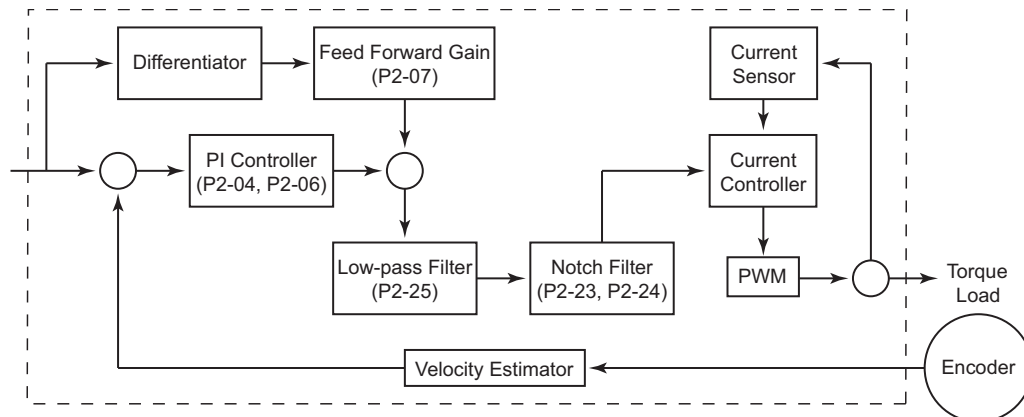 Differentiator
Feed Forward Gain
(P2-07)
Current
Sensor
PI Controller
(P2-04, P2-06)
Current
Controller
Low-pass Filter
(P2-25)
Notch Filter
(P2-23, P2-24)
PWM
Torque
Load
Velocity Estimator
Encoder